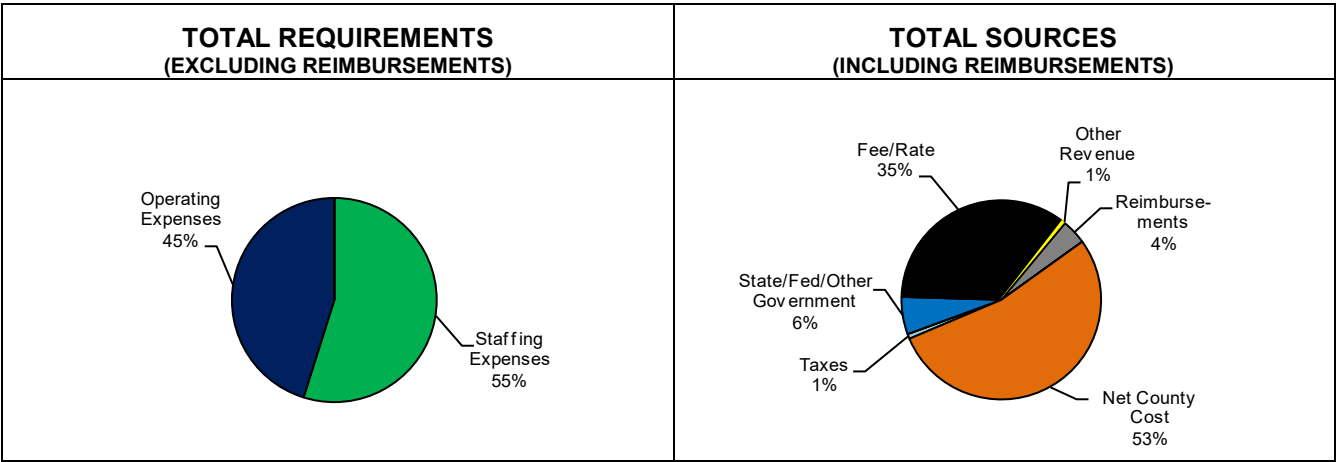 TOTAL REQUIREMENTS
(EXCLUDING REIMBURSEMENTS)
TOTAL SOURCES
(INCLUDING REIMBURSEMENTS)
Operating
Expenses
45%
Staffing
Expenses
55%
Fee/Rate
35%
Other
Revenue
1%
Reimburse-
ments
4%
State/Fed/Other
Government
6%
Taxes
1%
Net County
Cost
53%